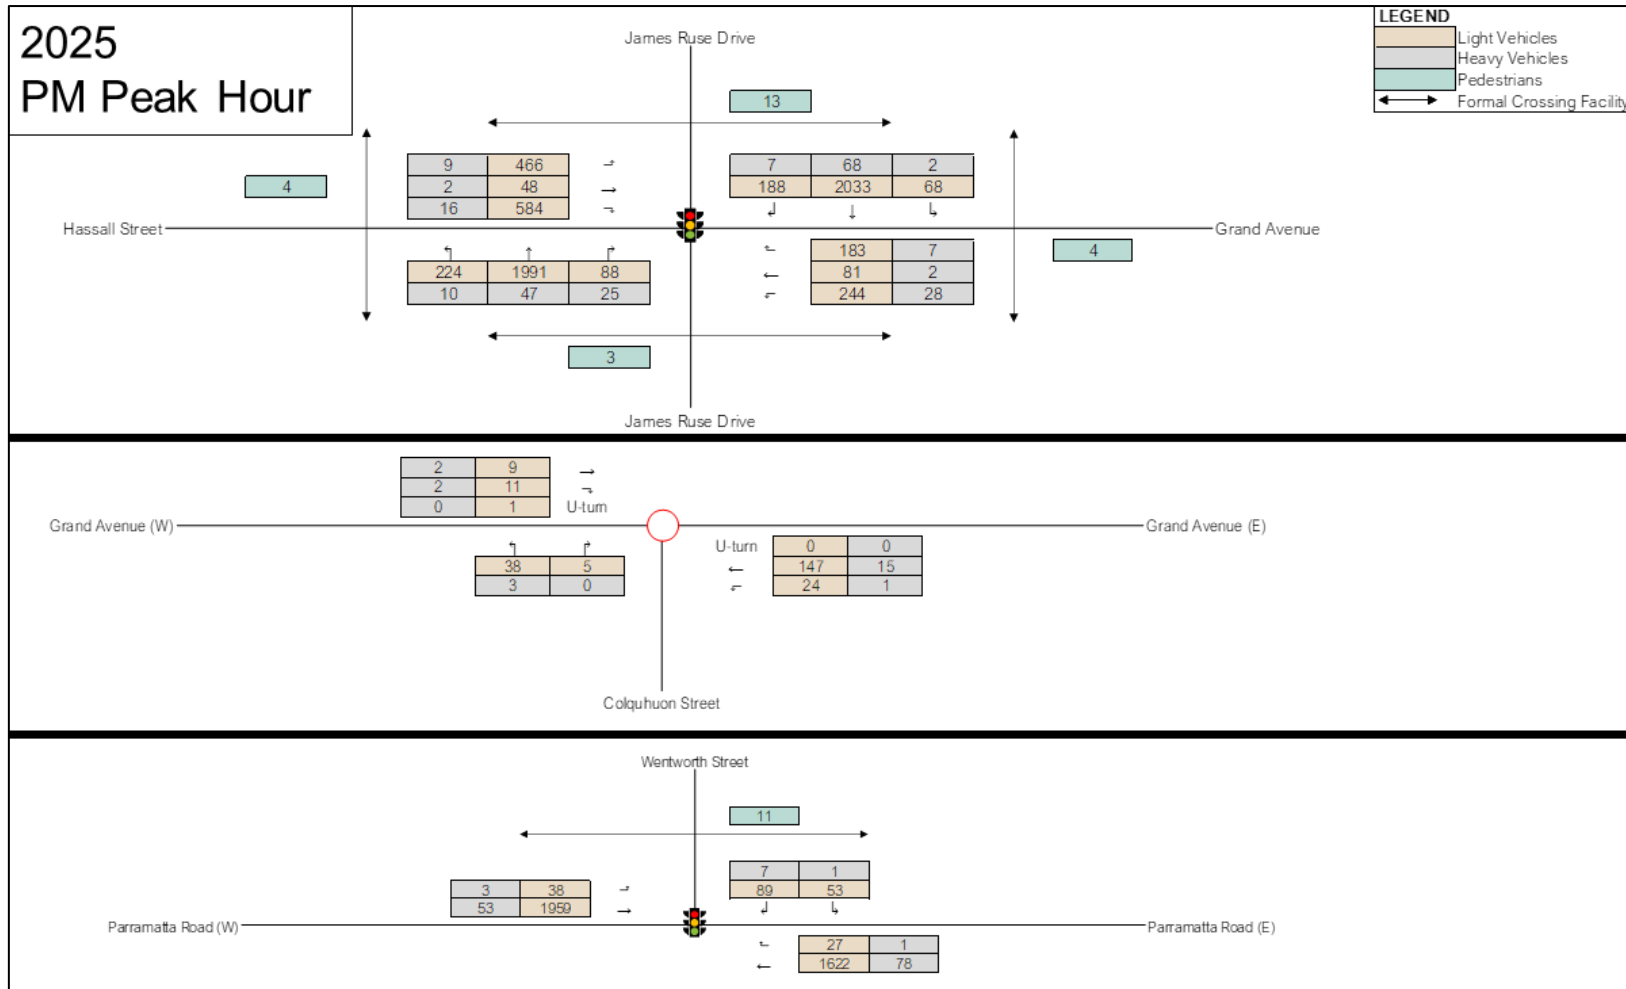 2025
PM Peak Hour
LEGEND
Light Vehicles
Heavy Vehicles
Pedestrians
Formal Crossing Facility
James Ruse Drive
13
4
9 466
2 48
16 584
7 68 2
188 2033 68
Hassall Street
Grand Avenue
224 1991 88
10 47 25
183 7
81 2
244 28
4
3
James Ruse Drive
2 9
2 11
0 1 U-turn
Grand Avenue (W)
Grand Avenue (E)
38 5
3 0
U-turn 0 0
147 15
24 1
Colquhuon Street
Wentworth Street
11
3 38
53 1959
7 1
89 53
Parramatta Road (W)
Parramatta Road (E)
27 1
1622 78